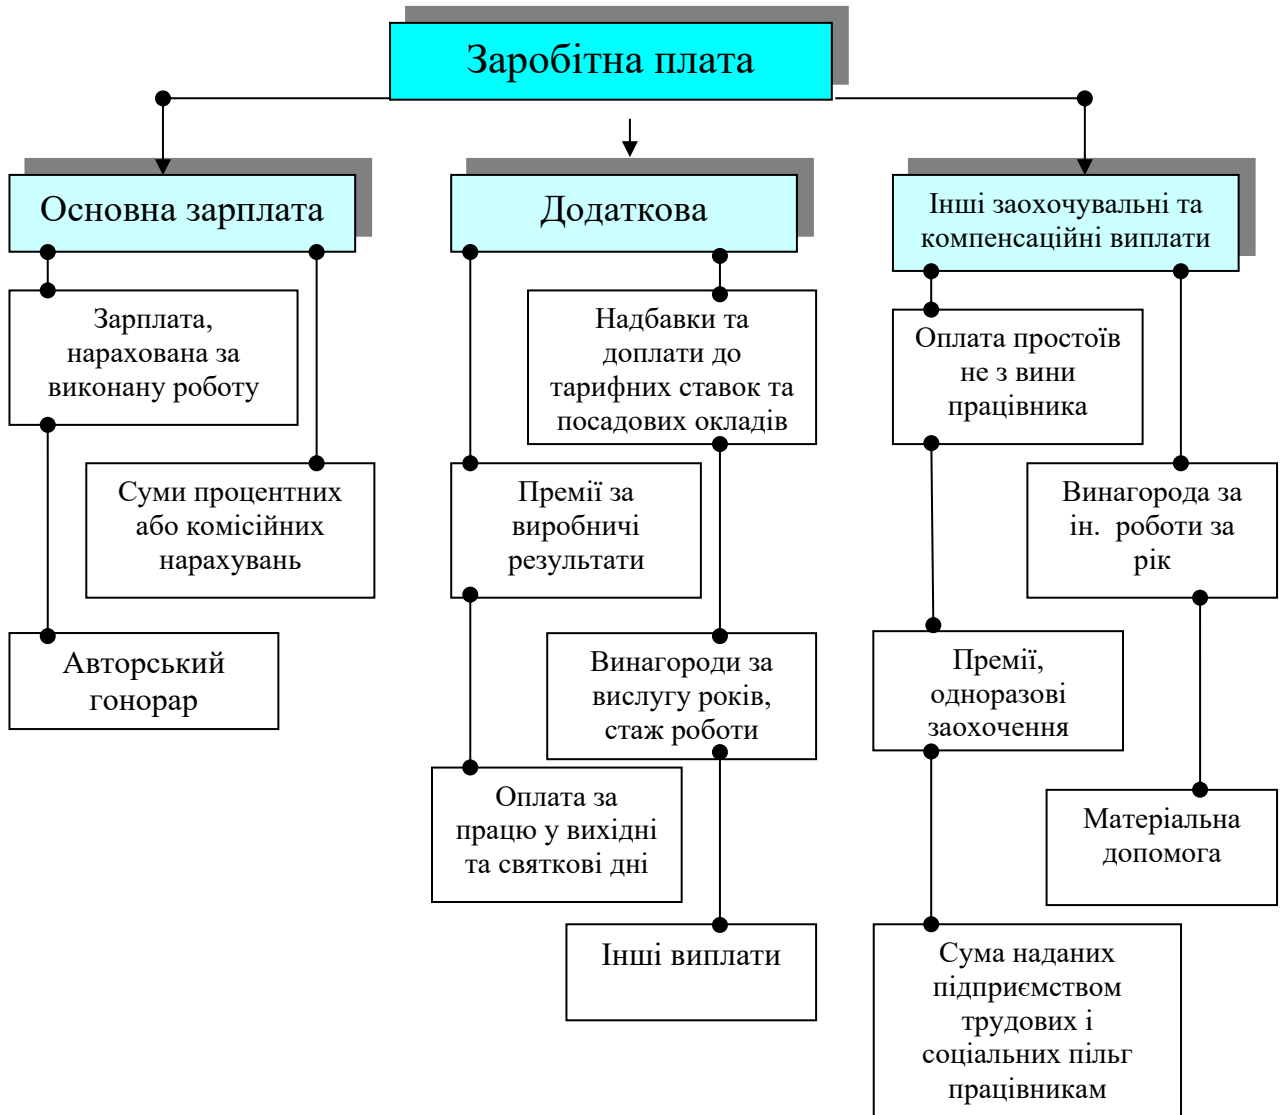 Заробітна плата
Основна зарплата
Зарплата,
нарахована за
виконану роботу
Суми процентних
або комісійних
нарахувань
Авторський
гонорар
Додаткова
Надбавки та
доплати до
тарифних ставок та
посадових окладів
Премії за
виробничі
результати
Винагороди за
вислугу років,
стаж роботи
Оплата за
працю у вихідні
та святкові дні
Інші виплати
Інші заохочувальні та
компенсаційні виплати
Оплата простоїв
не з вини
працівника
Винагорода за
ін.  роботи за
рік
Премії,
одноразові
заохочення
Матеріальна
допомога
Сума наданих
підприємством
трудових і
соціальних пільг
працівникам